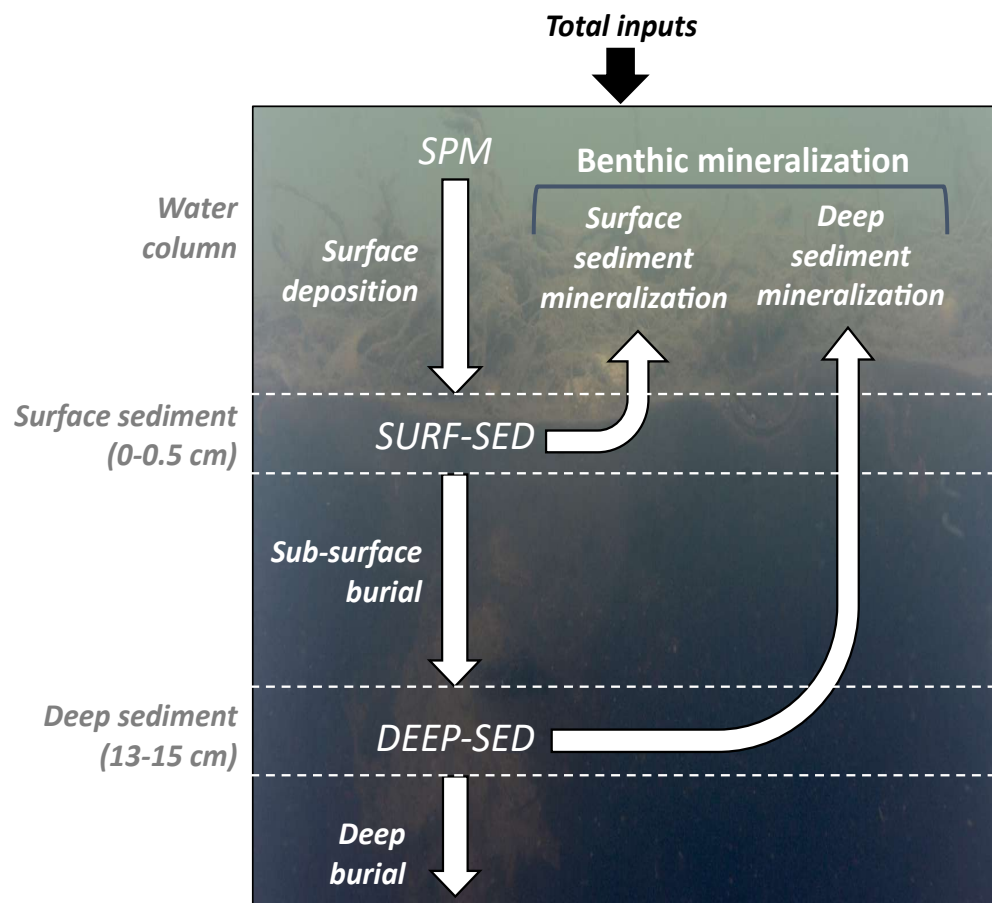 Total inputs
SPM
Benthic mineralization
Water
column
Surface
deposition
Surface
sediment
mineralization
Deep
sediment
mineralization
Surface sediment
(0-0.5 cm)
SURF-SED
Sub-surface
burial
Deep sediment
(13-15 cm)
DEEP-SED
Deep
burial